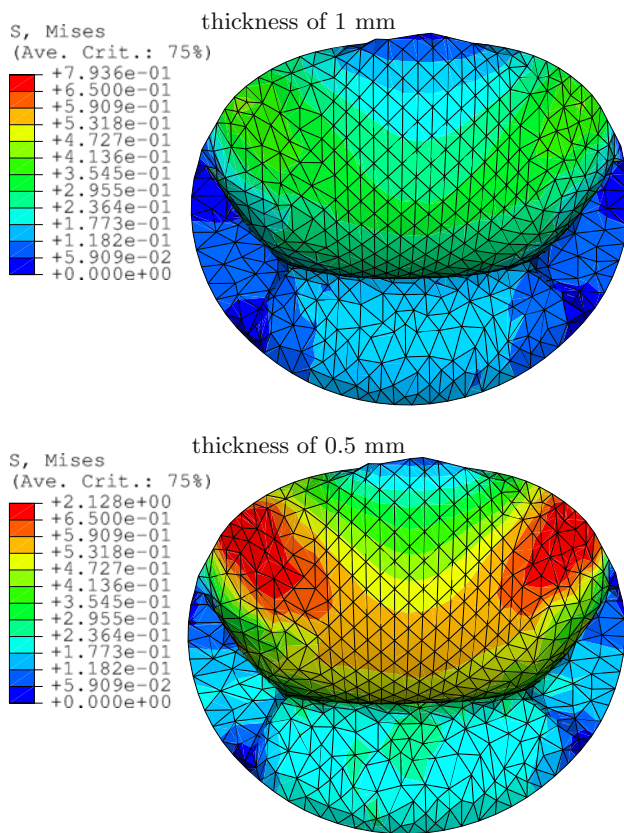 thickness of 1 mm
S, Mises
(Ave. Crit.: 75%)
+7.936e-01
+6.500e-01
+5.909e-01
+5.318e-01
+4.727e-01
+4.136e-01
+3.545e-01
+2.955e-01
+2.364e-01
+1.773e-01
+1.182e-01
+5.909e-02
+0.000e+00
thickness of 0.5 mm
S, Mises
(Ave. Crit.: 75%)
+2.128e+00
+6.500e-01
+5.909e-01
+5.318e-01
+4.727e-01
+4.136e-01
+3.545e-01
+2.955e-01
+2.364e-01
+1.773e-01
+1.182e-01
+5.909e-02
+0.000e+00